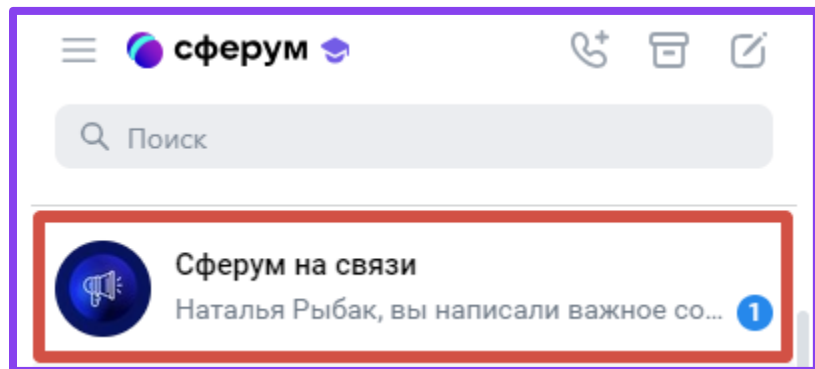 сферум
Поиск
Сферум на связи
Наталья Рыбак, вы написали важное со... 1